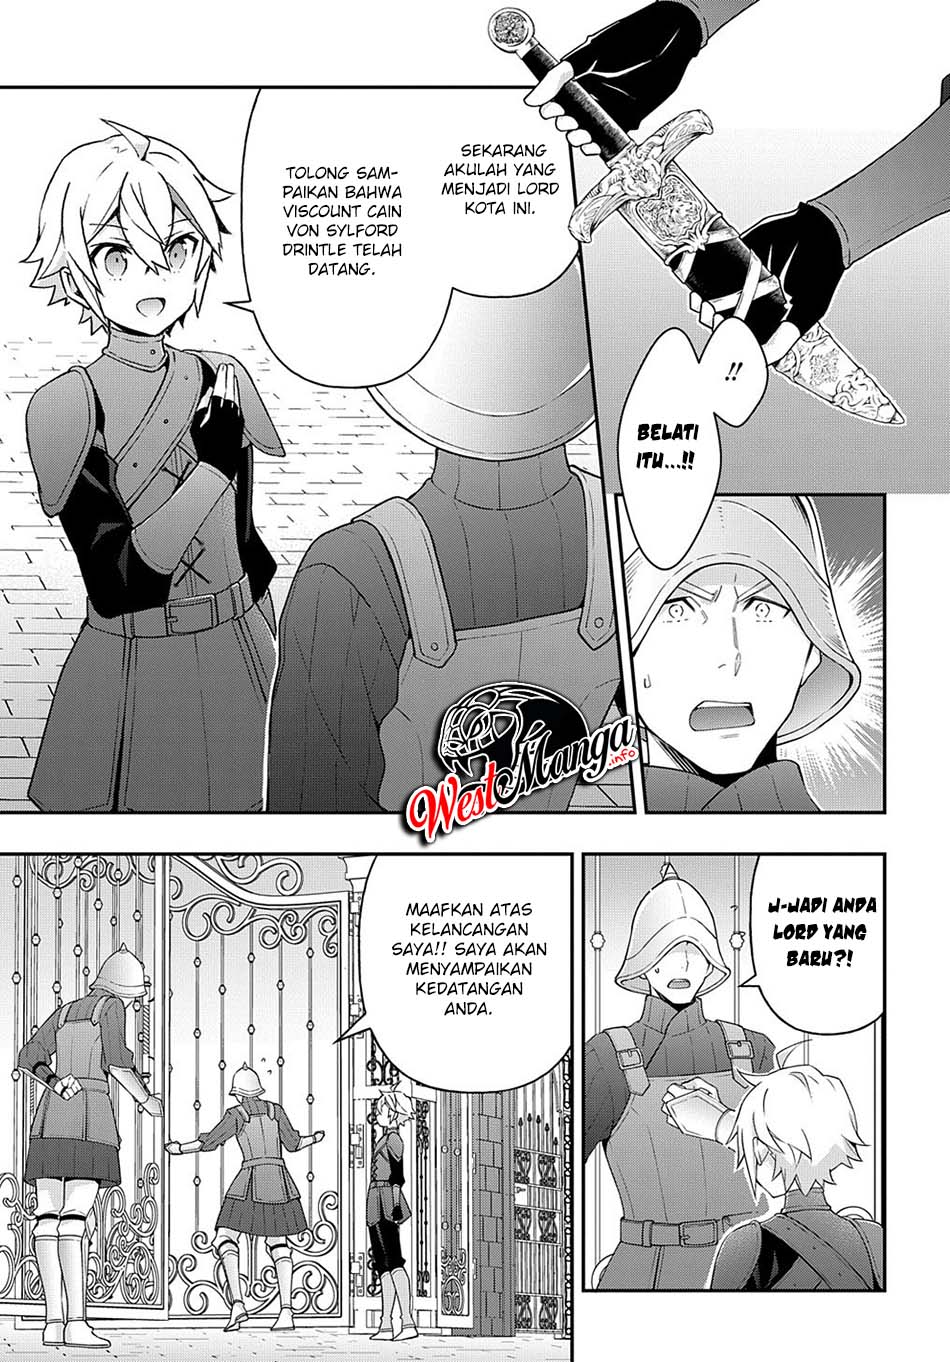 !!
BELATI
ITU...!!
SEKARANG
AKULAH YANG
MENJADI LORD
KOTA INI.
TOLONG SAM-
PAIKAN BAHWA
VISCOUNT CAIN
VON SYLFORD
DRINTLE TELAH
DATANG.
WestManga
.info
J-JADI ANDA
LORD YANG
BARU?!
MAAFKAN ATAS
KELANCANGAN
SAYA!! SAYA AKAN
MENYAMPAIKAN
KEDATANGAN
ANDA.